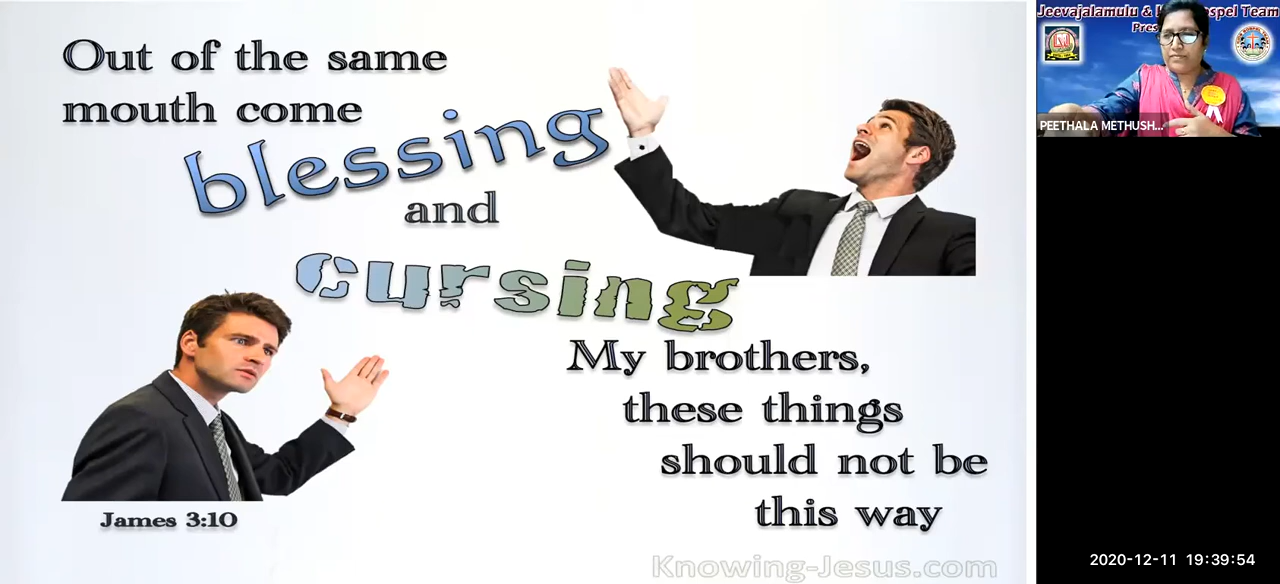 Out of the same
mouth come
blessing
and
cursing
My brothers,
these things
should not be
this way
James 3:10
Knowing-Jesus.com
Jeevajalamulu & Gospel Team
Pres
PEETHALA METHUSH...
2020-12-11 19:39:54